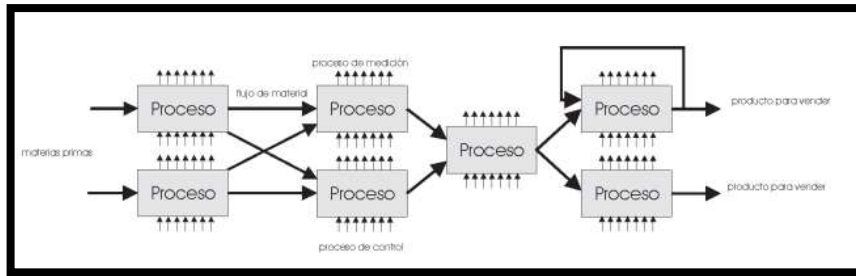 proceso de medición
flujo de material
Proceso
Proceso
Proceso
producto para vender
materias primas
Proceso
Proceso
Proceso
Proceso
producto para vender
proceso de control